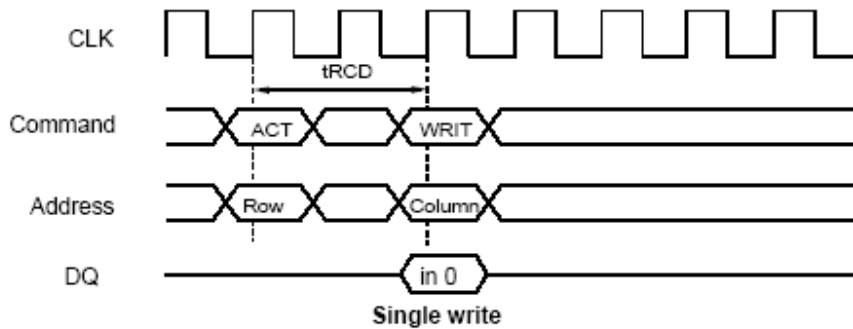 CLK
tRCD
Command ACT WRIT
Address Row Column
DQ in 0
Single write